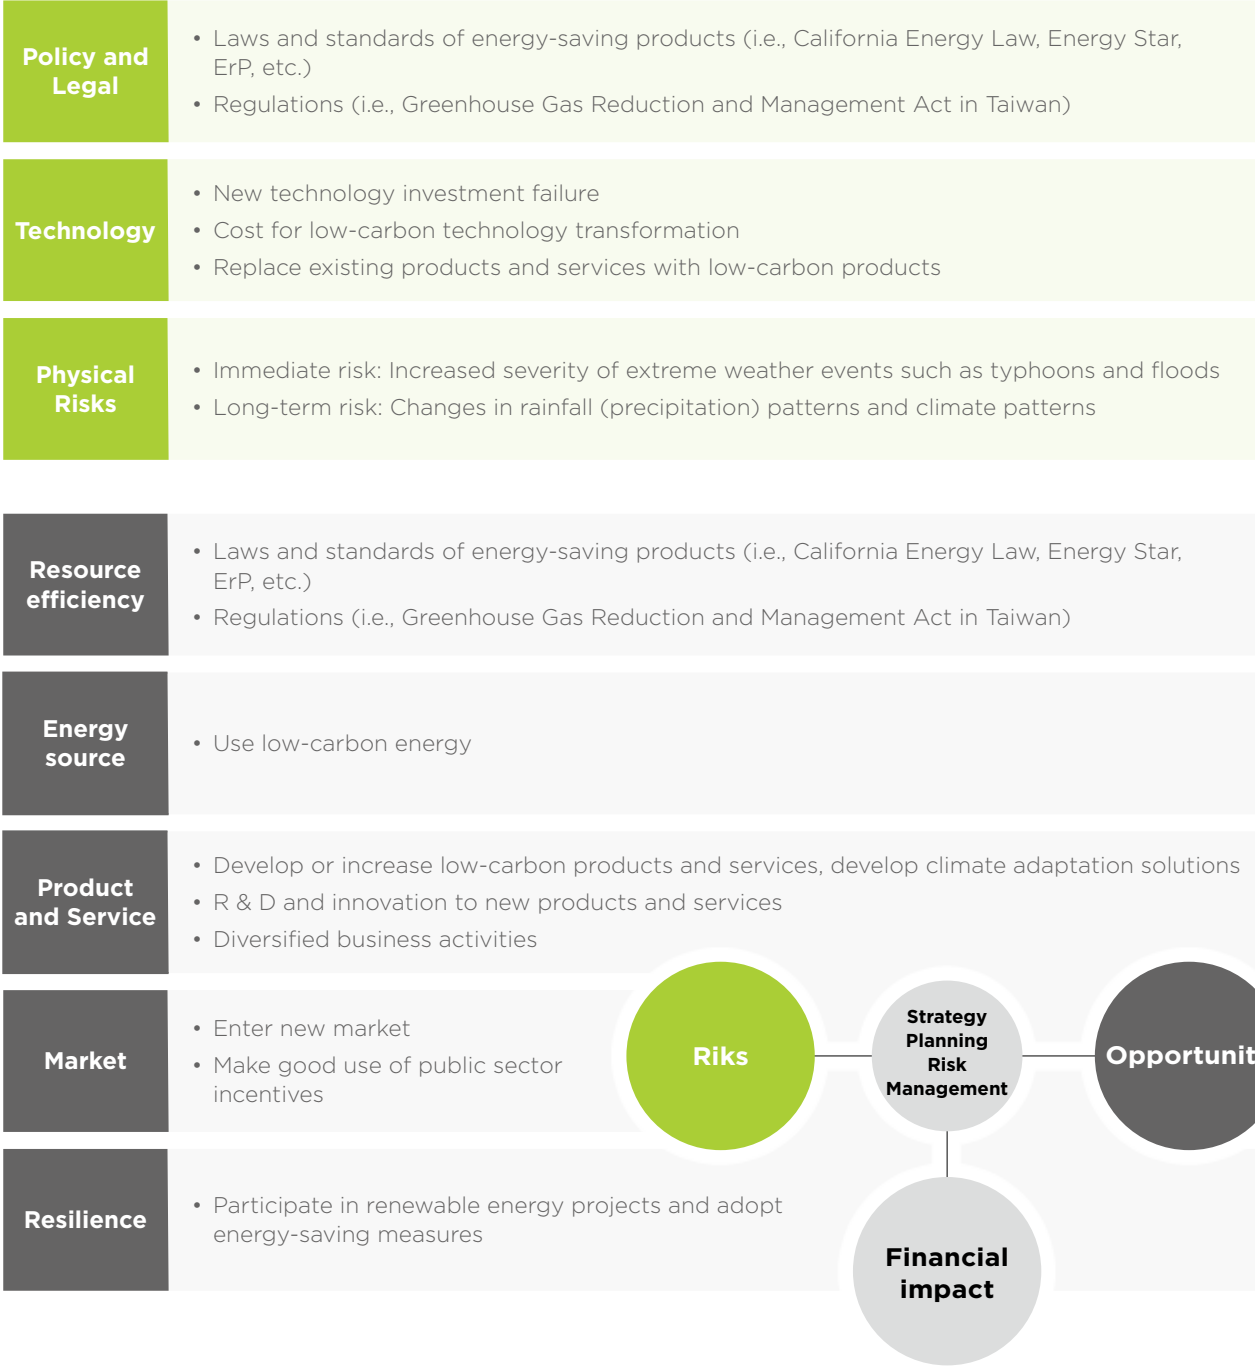 Policy and
Legal
• Laws and standards of energy-saving products (i.e., California Energy Law, Energy Star,
ErP, etc.)
• Regulations (i.e., Greenhouse Gas Reduction and Management Act in Taiwan)
Technology
• New technology investment failure
• Cost for low-carbon technology transformation
• Replace existing products and services with low-carbon products
Physical
Risks
• Immediate risk: Increased severity of extreme weather events such as typhoons and floods
• Long-term risk: Changes in rainfall (precipitation) patterns and climate patterns
Resource
efficiency
• Laws and standards of energy-saving products (i.e., California Energy Law, Energy Star,
ErP, etc.)
• Regulations (i.e., Greenhouse Gas Reduction and Management Act in Taiwan)
Energy
source
• Use low-carbon energy
Product
and Service
• Develop or increase low-carbon products and services, develop climate adaptation solutions
• R & D and innovation to new products and services
• Diversified business activities
Market
• Enter new market
• Make good use of public sector
incentives
Resilience
• Participate in renewable energy projects and adopt
energy-saving measures
Riks
Strategy
Planning
Risk
Management
Opportunit
Financial
impact